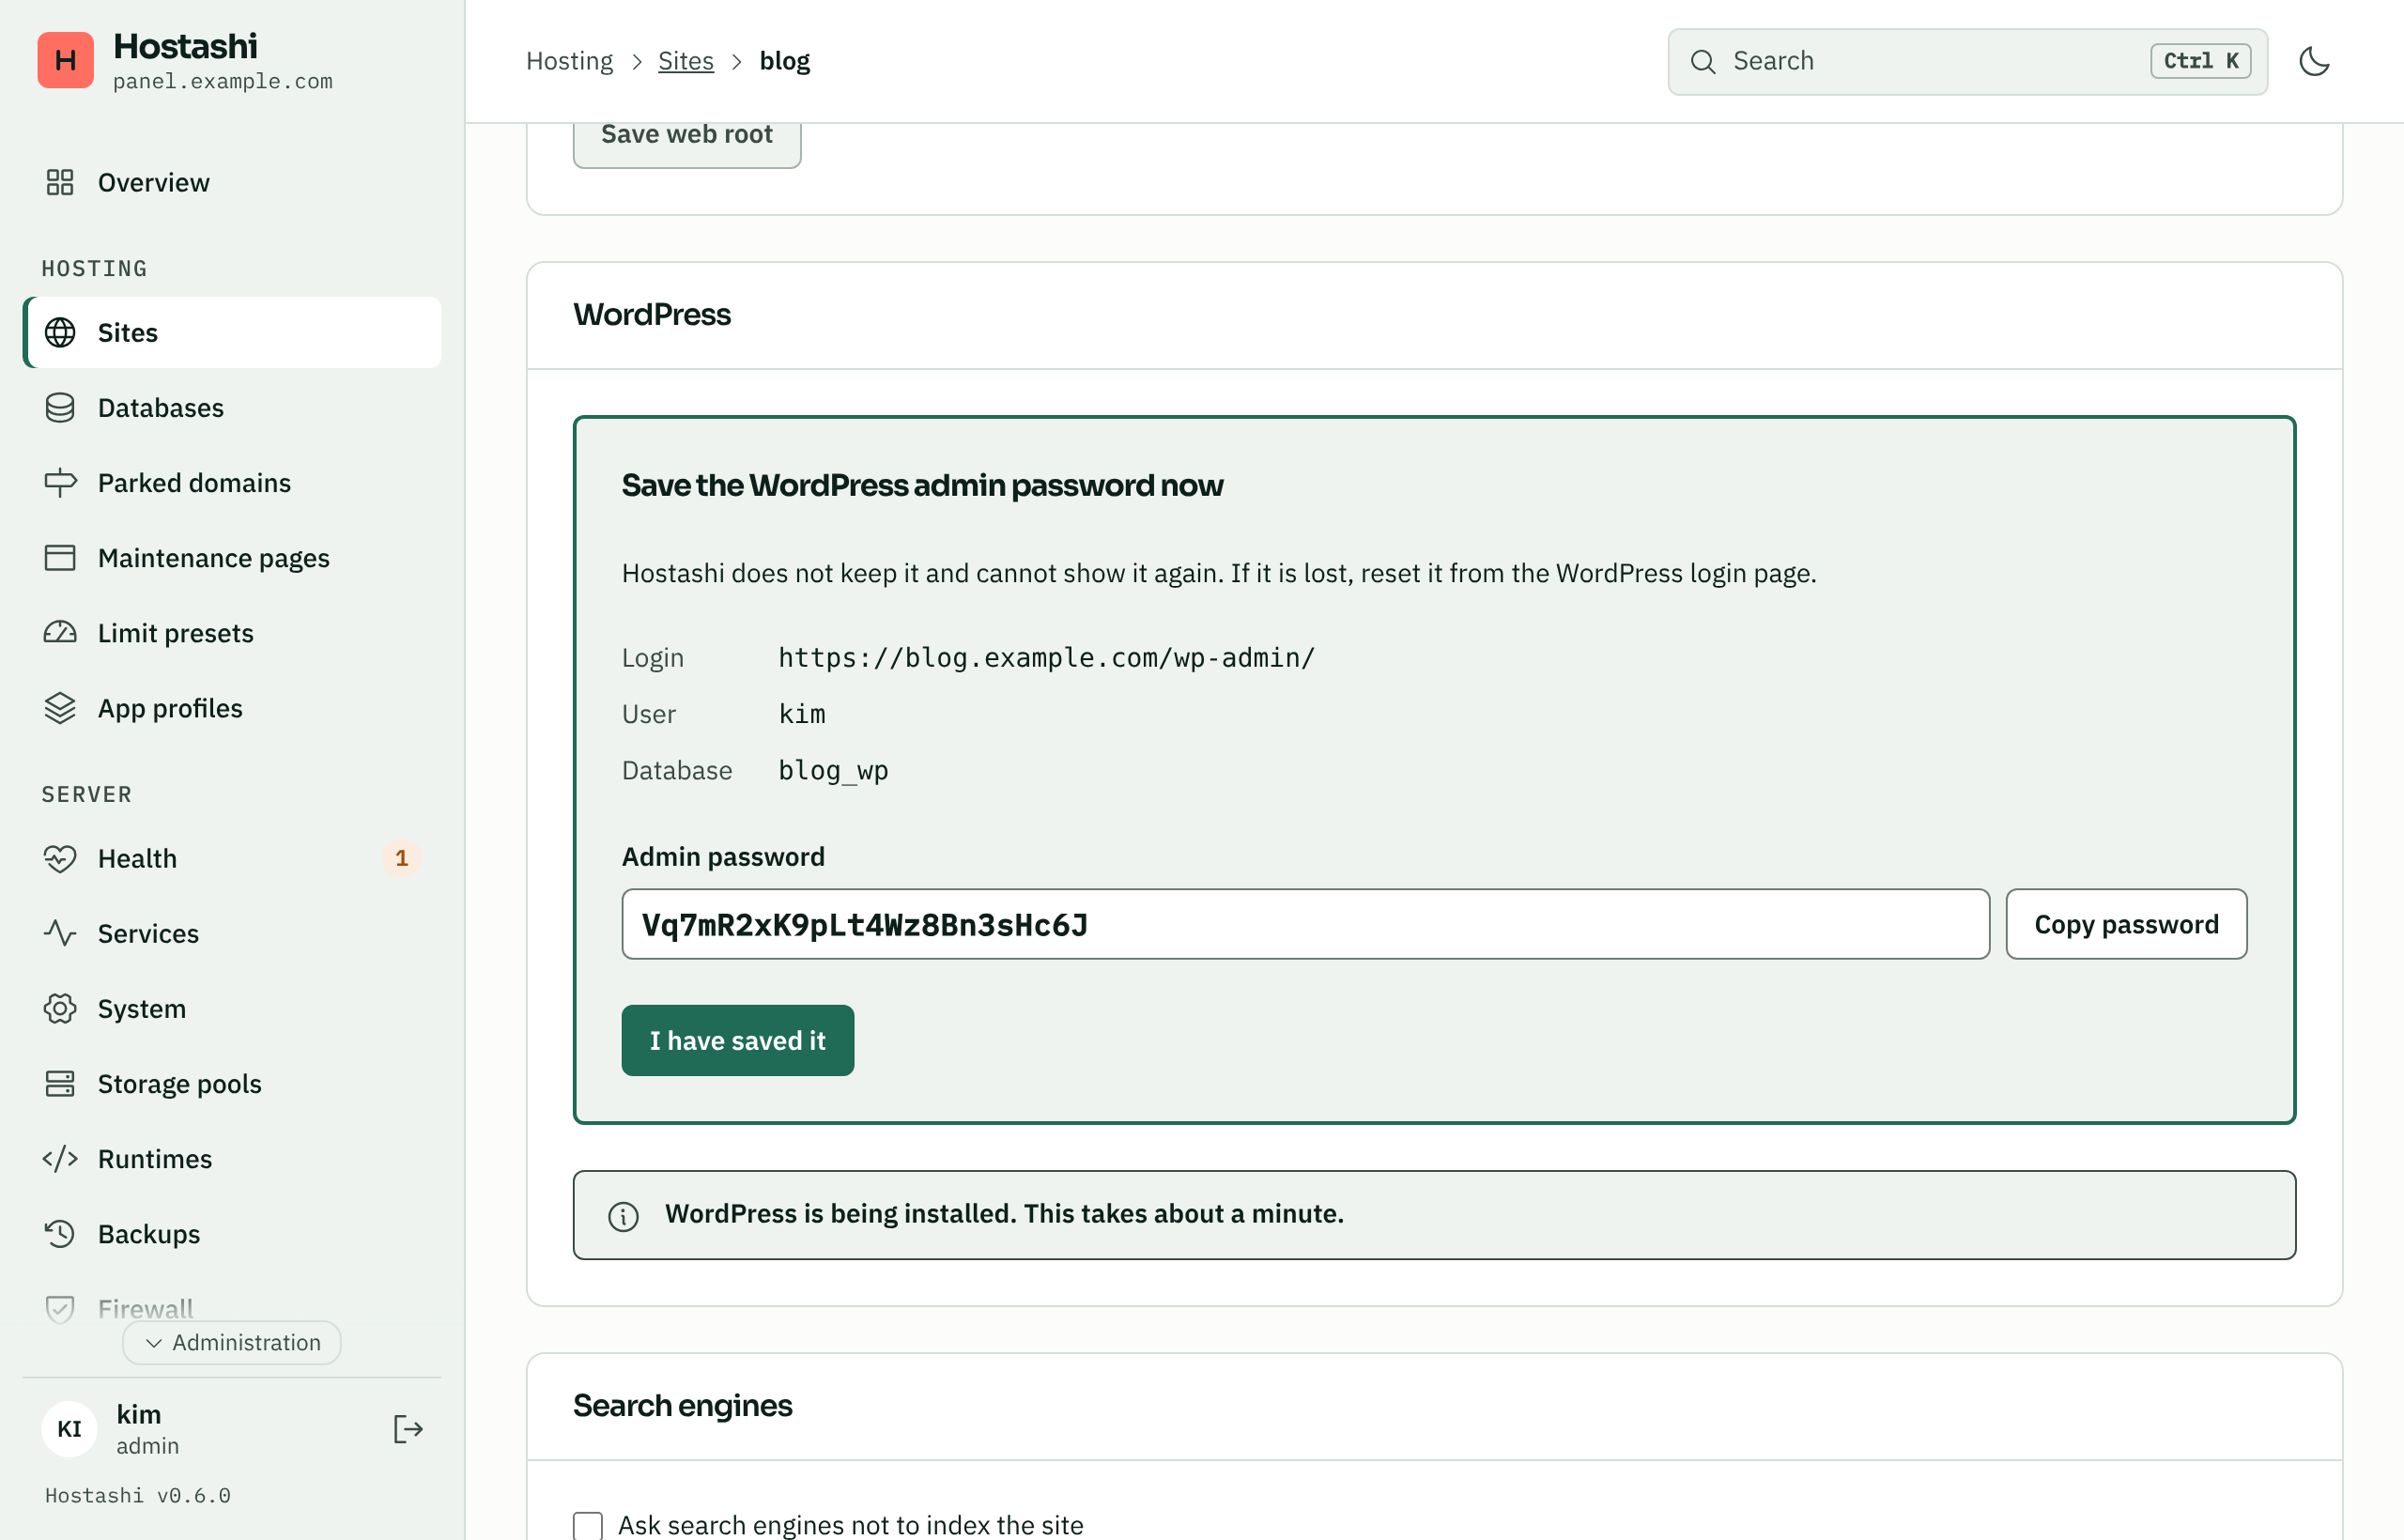 H
Hostashi
panel.example.com
Overview
HOSTING
Sites
Databases
Parked domains
Maintenance pages
Limit presets
App profiles
SERVER
Health 1
Services
System
Storage pools
Runtimes
Backups
Firewall
Administration
KI
kim
admin
Hostashi v0.6.0
Hosting > Sites > blog
Search Ctrl K
Save web root
WordPress
Save the WordPress admin password now
Hostashi does not keep it and cannot show it again. If it is lost, reset it from the WordPress login page.
Login https://blog.example.com/wp-admin/
User kim
Database blog_wp
Admin password
Vq7mR2xK9pLt4Wz8Bn3sHc6J Copy password
I have saved it
WordPress is being installed. This takes about a minute.
Search engines
Ask search engines not to index the site